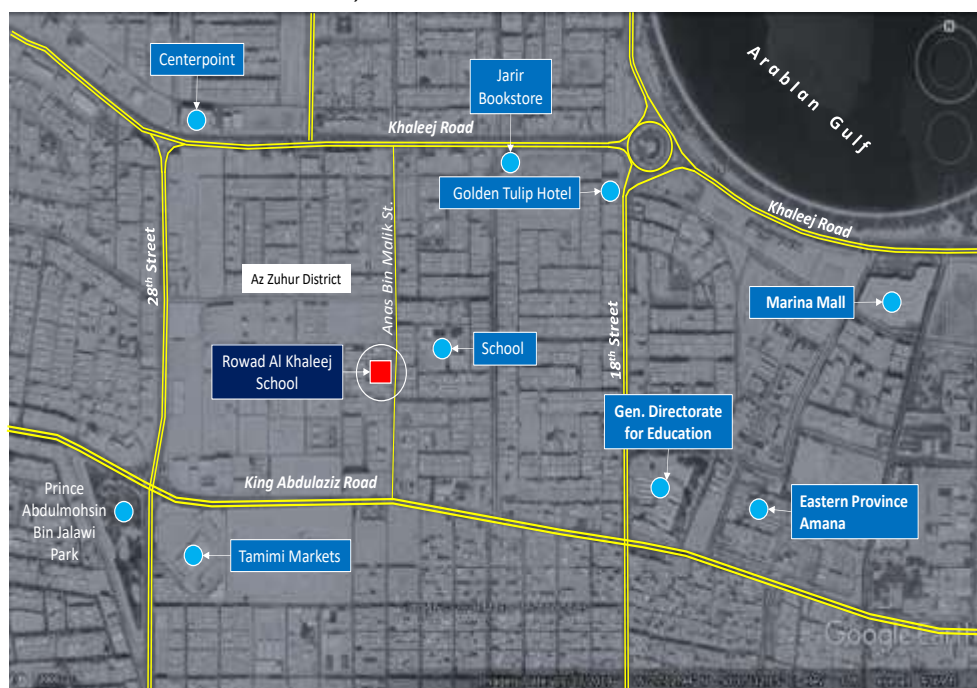 Centerpoint
Jarir
Bookstore
Arabian Gulf
N
Khaleej Road
Golden Tulip Hotel
Khaleej Road
28th Street
Anas Bin Malik St.
Az Zuhur District
Marina Mall
School
18th Street
Rowad Al Khaleej
School
Gen. Directorate
for Education
King Abdulaziz Road
Prince
Abdulmohsin
Bin Jalawi
Park
Eastern Province
Amana
Tamimi Markets
Google Earth